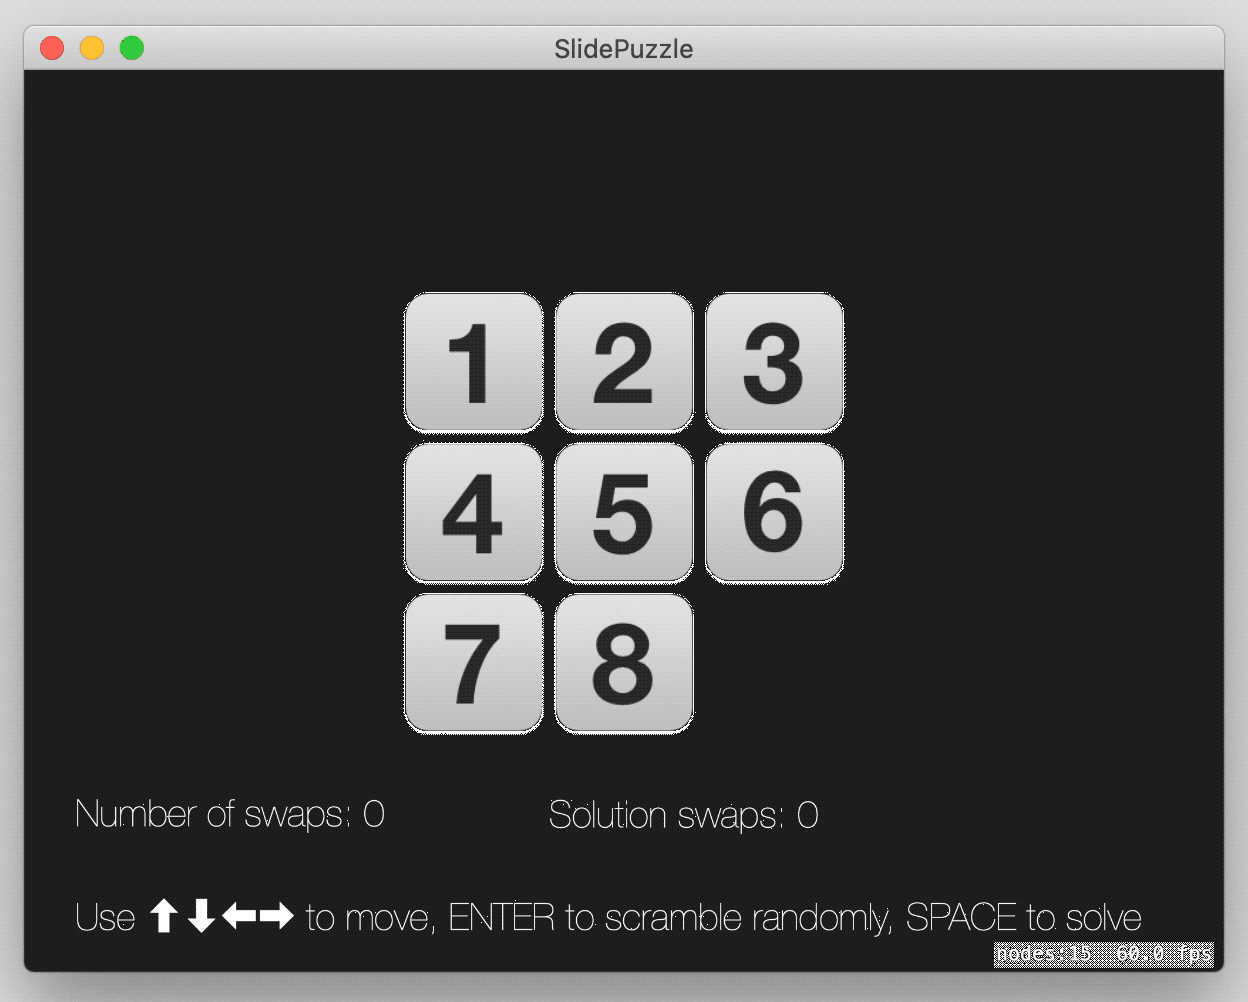 SlidePuzzle
1 2 3
4 5 6
7 8
Number of swaps: 0 Solution swaps: 0
Use ⬆⬇⬅➡ to move, ENTER to scramble randomly, SPACE to solve
nodes:15 60.0 fps